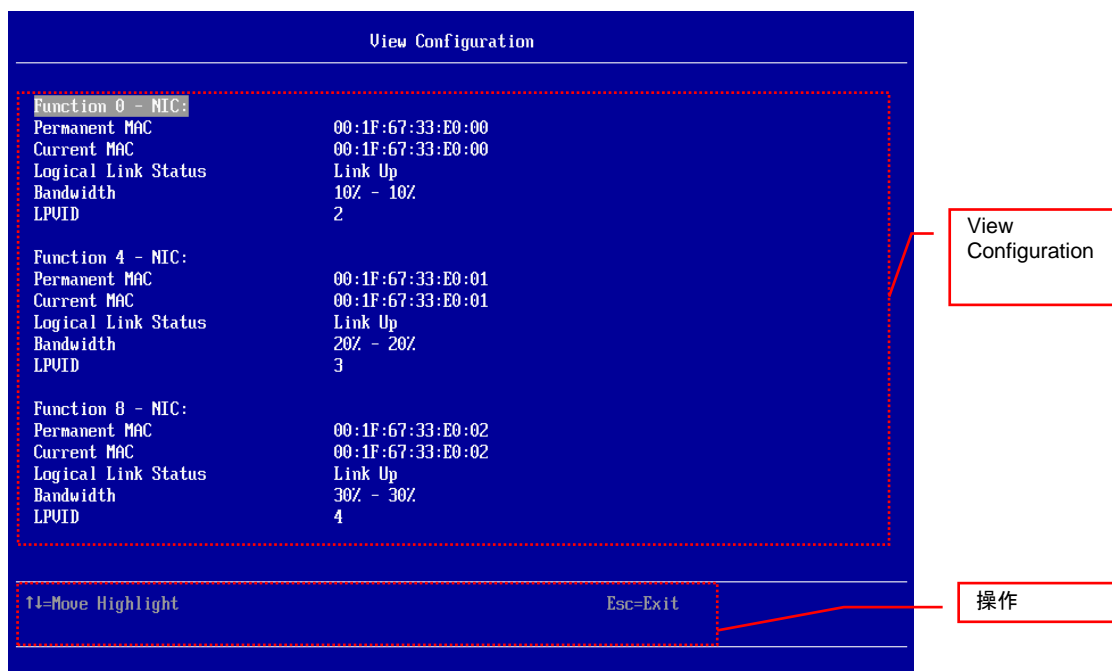 View Configuration
Function 0 - NIC:
Permanent MAC 00:1F:67:33:E0:00
Current MAC 00:1F:67:33:E0:00
Logical Link Status Link Up
Bandwidth 10% - 10%
LPVID 2
Function 4 - NIC:
Permanent MAC 00:1F:67:33:E0:01
Current MAC 00:1F:67:33:E0:01
Logical Link Status Link Up
Bandwidth 20% - 20%
LPVID 3
Function 8 - NIC:
Permanent MAC 00:1F:67:33:E0:02
Current MAC 00:1F:67:33:E0:02
Logical Link Status Link Up
Bandwidth 30% - 30%
LPVID 4
↑↓=Move Highlight Esc=Exit
View
Configuration
操作